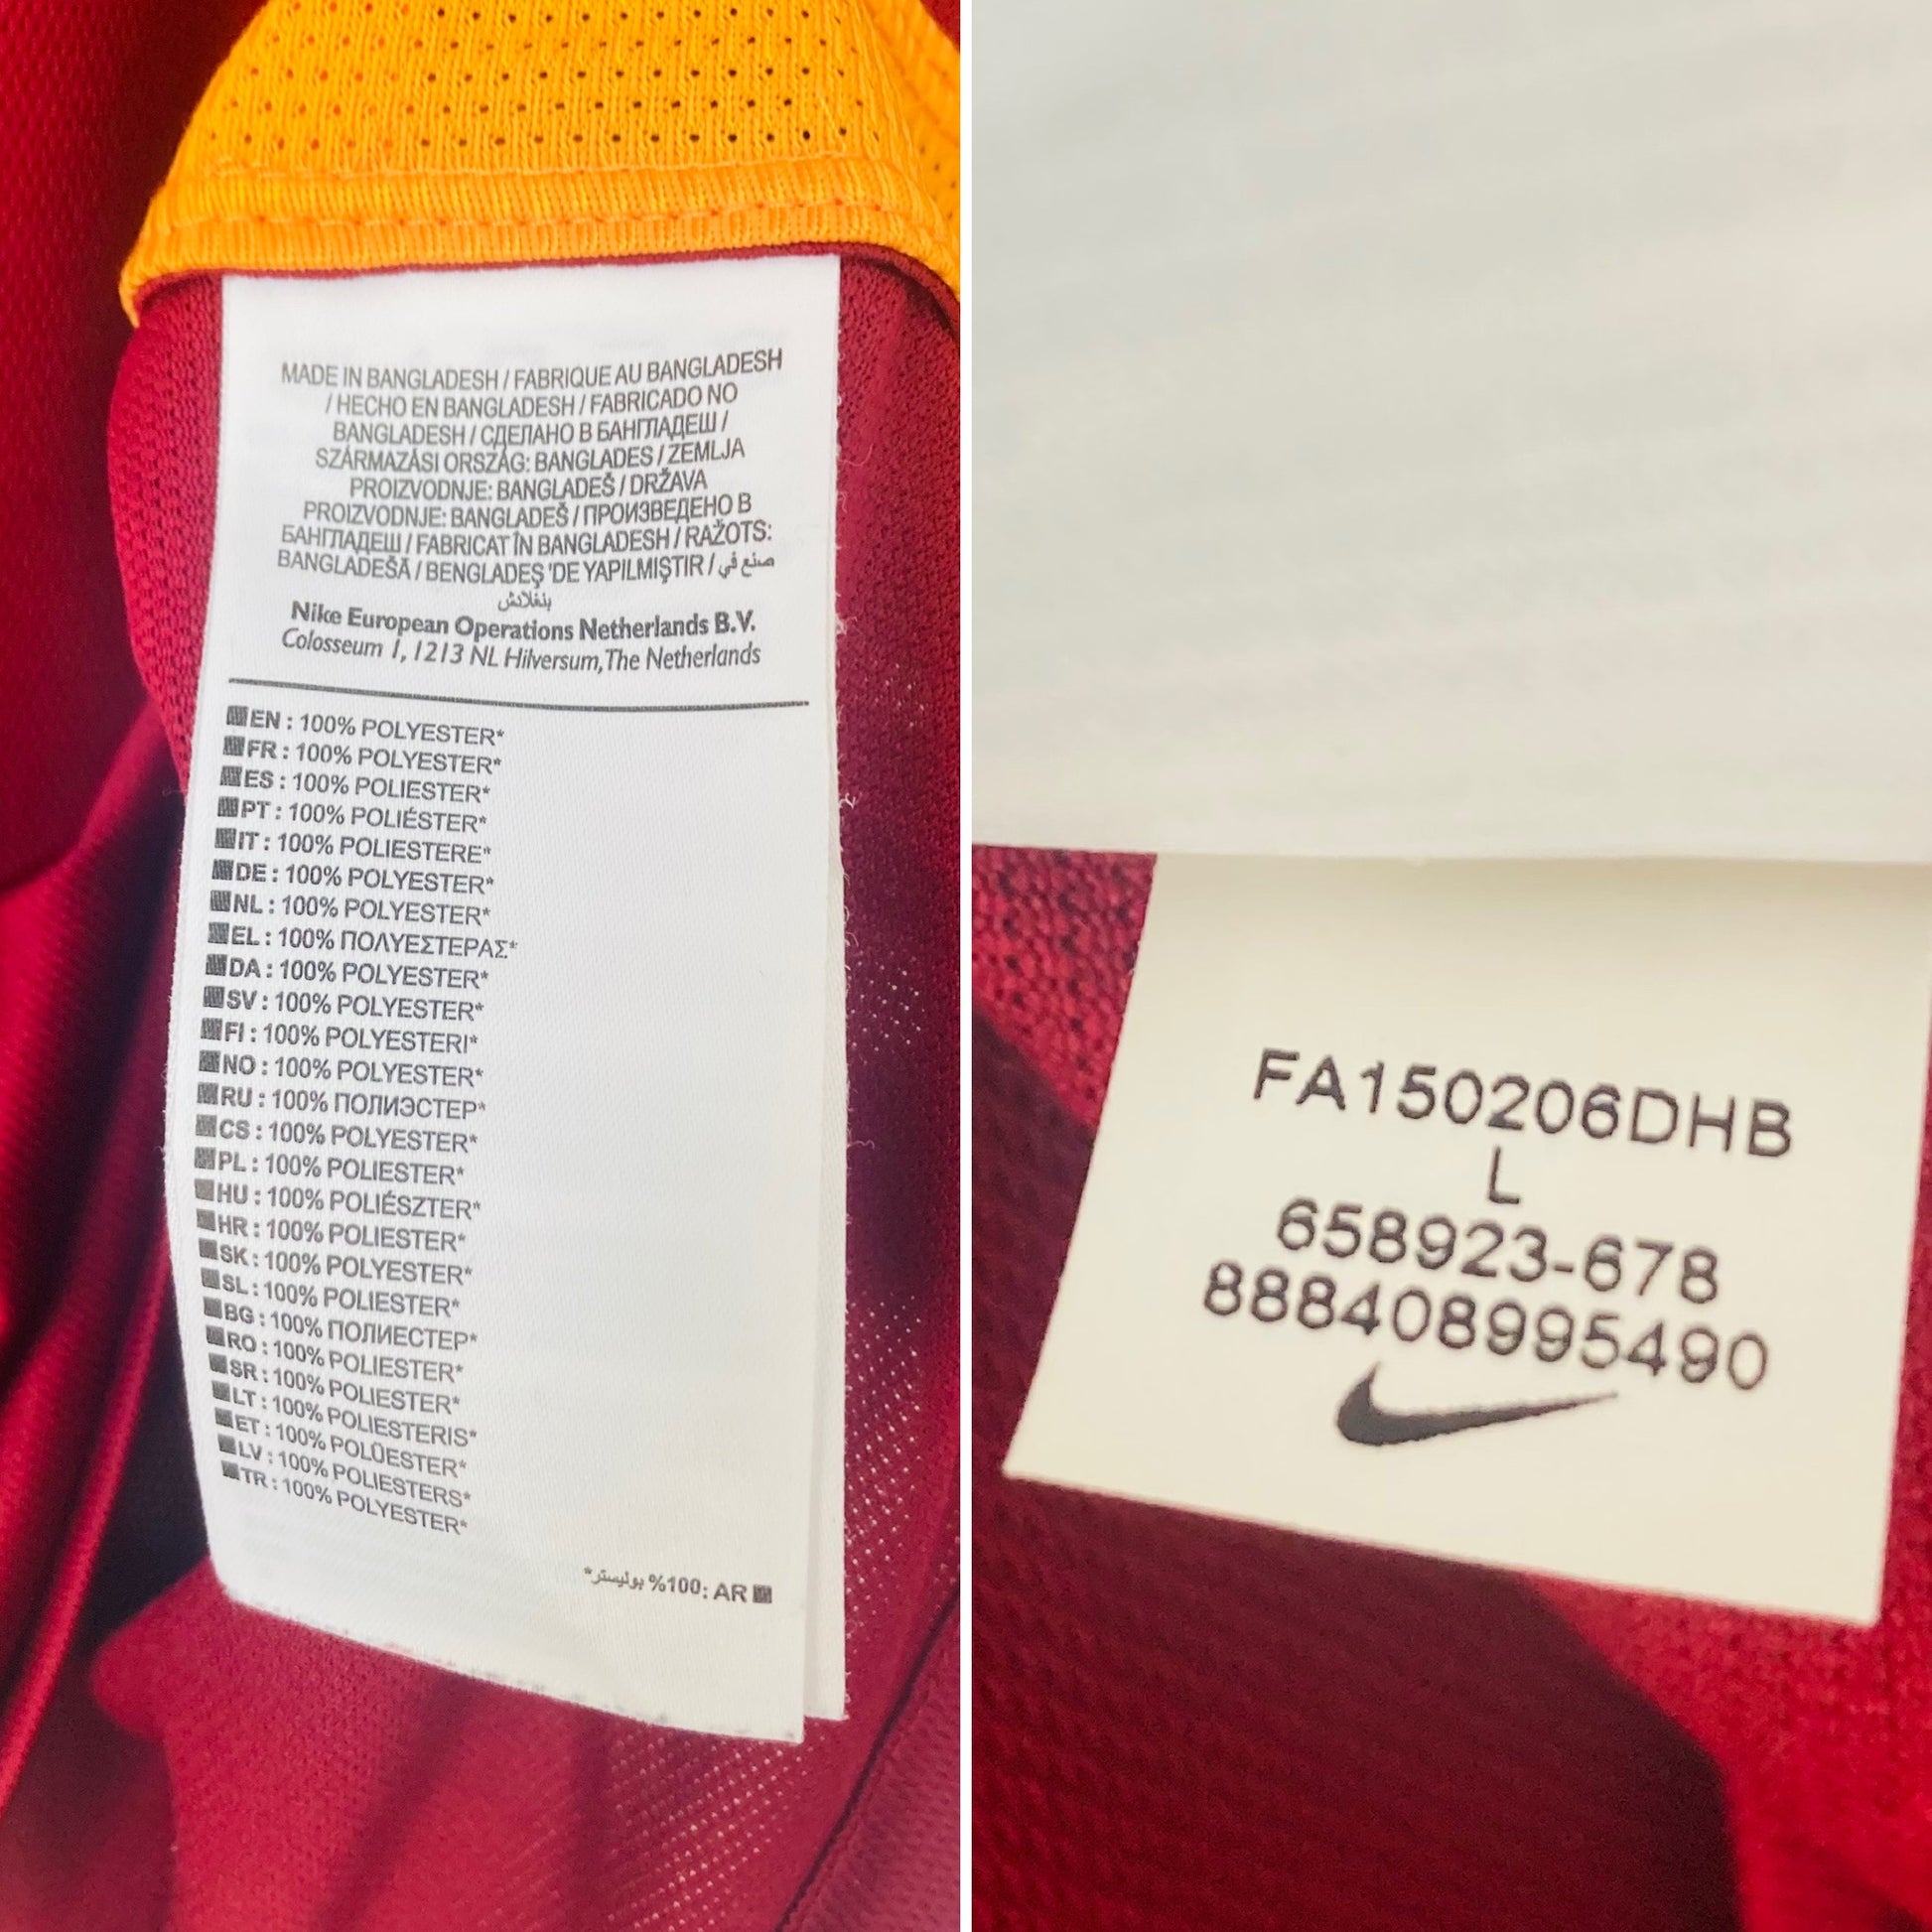 MADE IN BANGLADESH / FABRIQUE AU BANGLADESH
/ HECHO EN BANGLADESH / FABRICADO NO
BANGLADESH / СДЕЛАНО В БАНГЛАДЕШ /
SZÁRMAZÁSI ORSZÁG: BANGLADES / ZEMLJA
PROIZVODNJE: BANGLADEŠ / DRŽAVA
PROIZVODNJE: BANGLADEŠ / ПРОИЗВЕДЕНО В
БАНГЛАДЕШ / FABRICAT ÎN BANGLADESH / RAŽOTS:
BANGLADEŠĀ / BENGLADEŞ 'DE YAPILMIŞTIR / صنع في
بنغلادش
Nike European Operations Netherlands B.V.
Colosseum 1, 1213 NL Hilversum, The Netherlands
EN : 100% POLYESTER*
FR : 100% POLYESTER*
ES : 100% POLIESTER*
PT : 100% POLIÉSTER*
IT : 100% POLIESTERE*
DE : 100% POLYESTER*
NL : 100% POLYESTER*
EL : 100% ΠΟΛΥΕΣΤΕΡΑΣ*
DA : 100% POLYESTER*
SV : 100% POLYESTER*
FI : 100% POLYESTERI*
NO : 100% POLYESTER*
RU : 100% ПОЛИЭСТЕР*
CS : 100% POLYESTER*
PL : 100% POLIESTER*
HU : 100% POLIÉSZTER*
HR : 100% POLIESTER*
SK : 100% POLYESTER*
SL : 100% POLIESTER*
BG : 100% ПОЛИЕСТЕР*
RO : 100% POLIESTER*
SR : 100% POLIESTER*
LT : 100% POLIESTERIS*
ET : 100% POLÜESTER*
LV : 100% POLIESTERS*
TR : 100% POLYESTER*
AR :100% بوليستر*
FA150206DHB
L
658923-678
888408995490